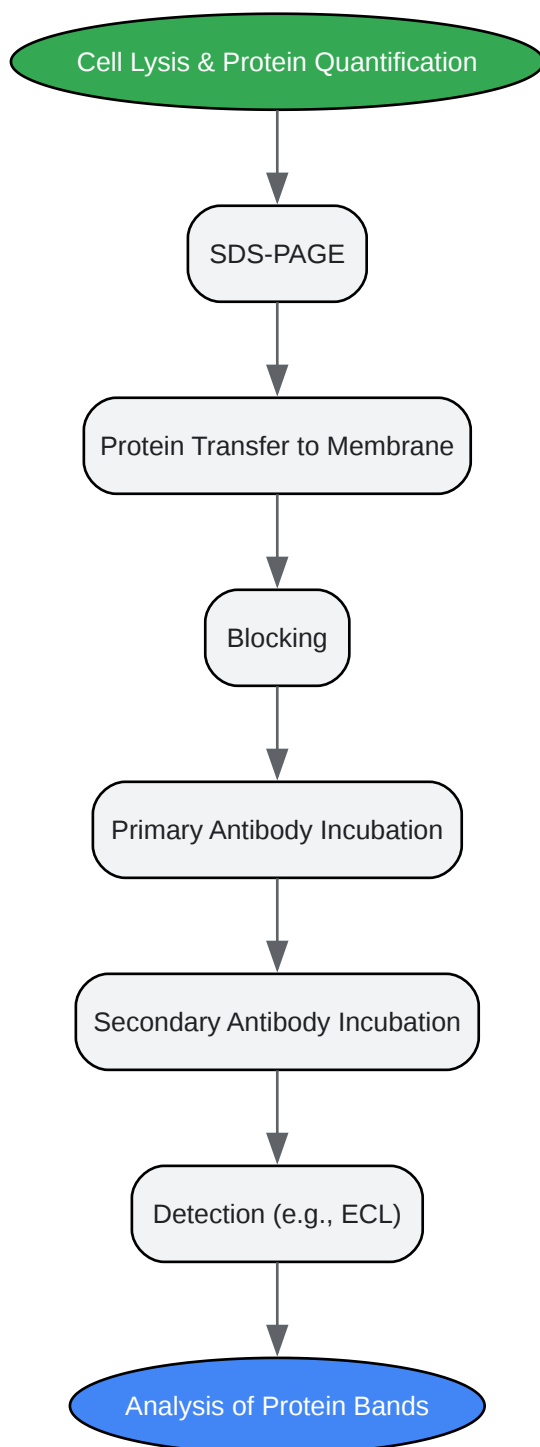 Cell Lysis & Protein Quantification
SDS-PAGE
Protein Transfer to Membrane
Blocking
Primary Antibody Incubation
Secondary Antibody Incubation
Detection (e.g., ECL)
Analysis of Protein Bands